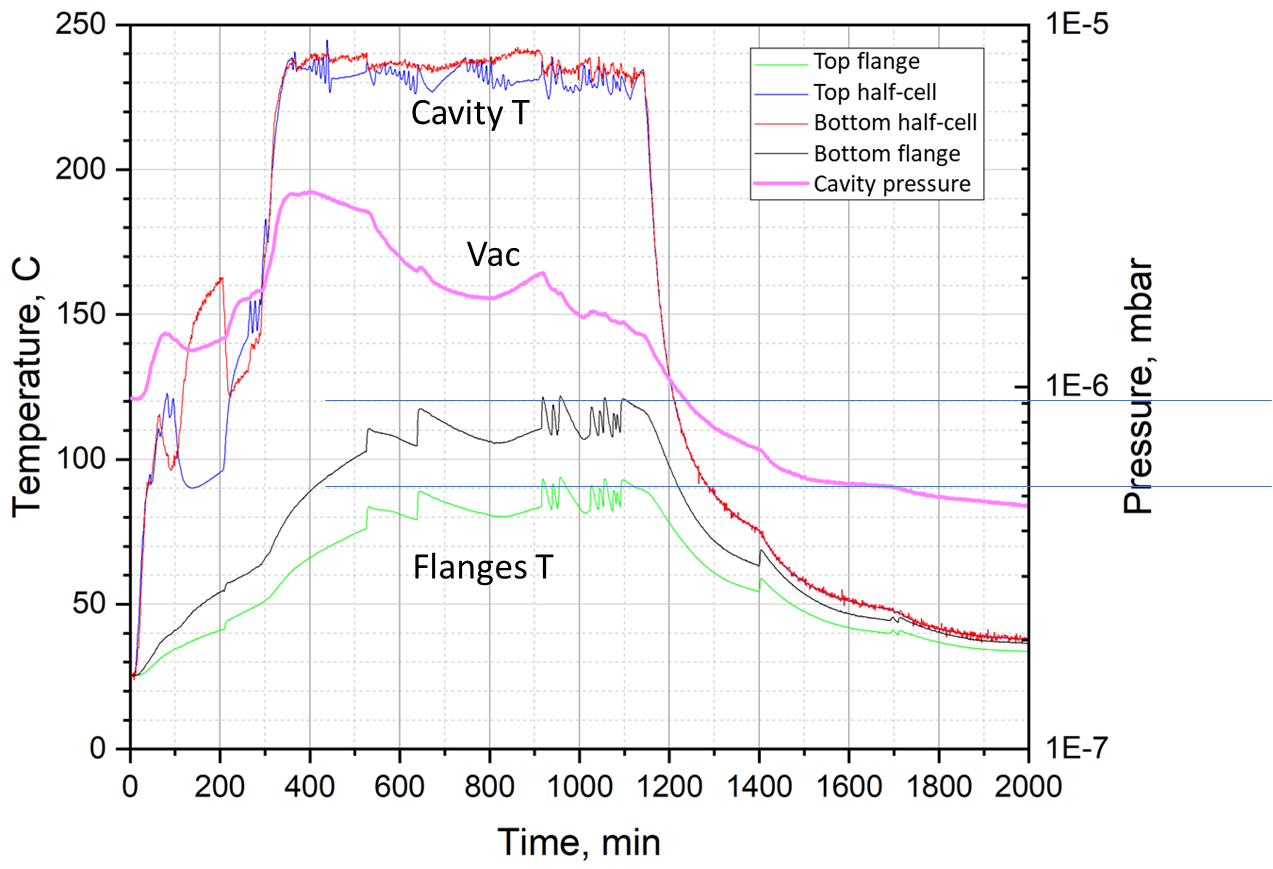 250
1E-5
Top flange
Top half-cell
Bottom half-cell
Bottom flange
Cavity pressure
Cavity T
200
Vac
Temperature, C
150
Pressure, mbar
1E-6
100
Flanges T
50
0
1E-7
0 200 400 600 800 1000 1200 1400 1600 1800 2000
Time, min